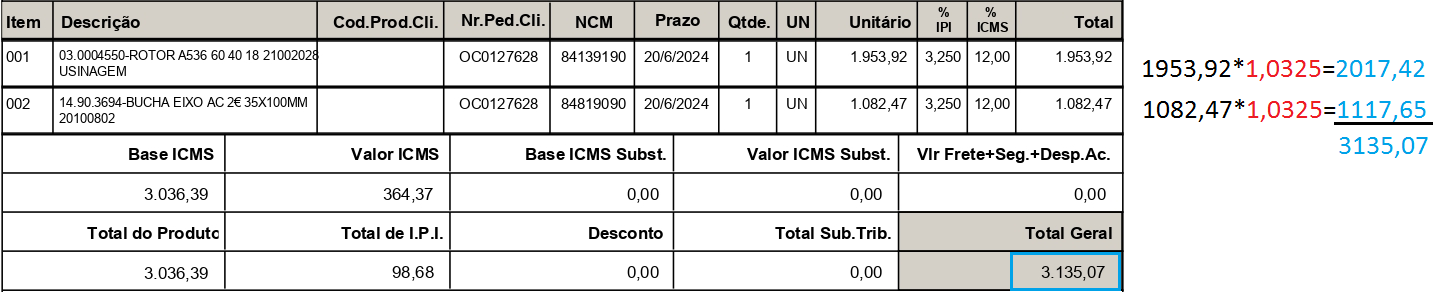 Item Descrição Cod.Prod.Cli. Nr.Ped.Cli. NCM Prazo Qtde. UN Unitário % IPI % ICMS Total
001 03.0004550-ROTOR A536 60 40 18 21002028 OC0127628 84139190 20/6/2024 1 UN 1.953,92 3,250 12,00 1.953,92
USINAGEM
1953,92*1,0325=2017,42
002 14.90.3694-BUCHA EIXO AC 2€ 35X100MM OC0127628 84819090 20/6/2024 1 UN 1.082,47 3,250 12,00 1.082,47
20100802
1082,47*1,0325=1117,65
3135,07
Base ICMS Valor ICMS Base ICMS Subst. Valor ICMS Subst. Vlr Frete+Seg.+Desp.Ac.
3.036,39 364,37 0,00 0,00 0,00
Total do Produto Total de I.P.I. Desconto Total Sub.Trib. Total Geral
3.036,39 98,68 0,00 0,00 3.135,07